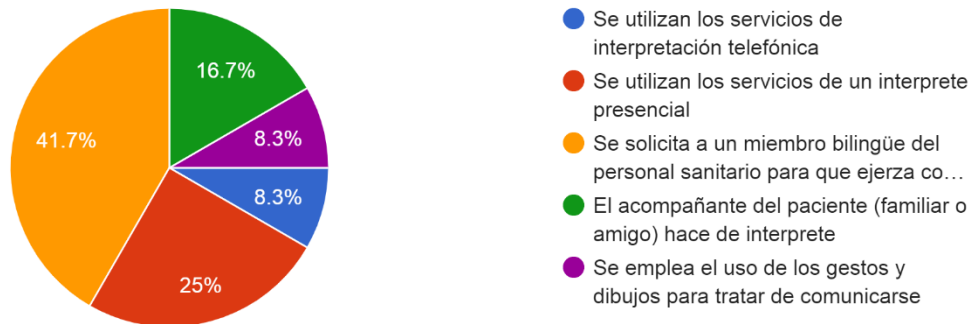 16.7%
8.3%
41.7%
8.3%
25%
Se utilizan los servicios de
interpretación telefónica
Se utilizan los servicios de un interprete
presencial
Se solicita a un miembro bilingüe del
personal sanitario para que ejerza co…
El acompañante del paciente (familiar o
amigo) hace de interprete
Se emplea el uso de los gestos y
dibujos para tratar de comunicarse